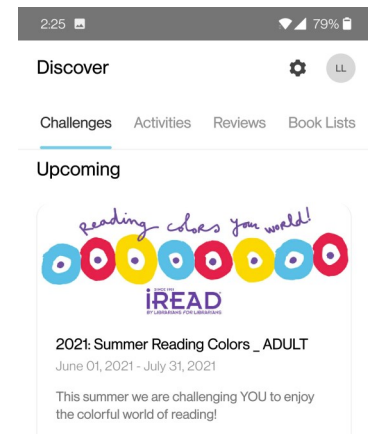 2:25 79%
Discover LL
Challenges Activities Reviews Book Lists
Upcoming
reading colors your world!
SINCE 1981
iREAD
BY LIBRARIANS FOR LIBRARIANS
2021: Summer Reading Colors _ ADULT
June 01, 2021 - July 31, 2021
This summer we are challenging YOU to enjoy
the colorful world of reading!